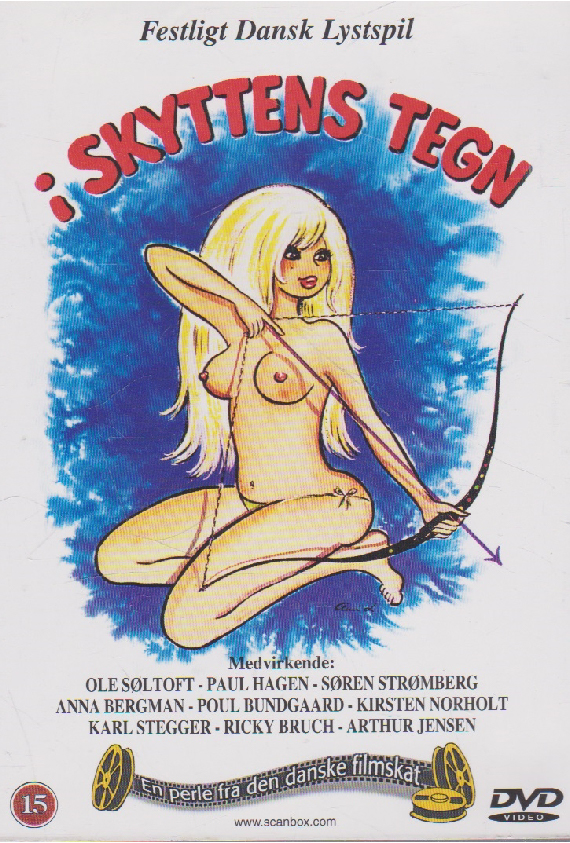 Festligt Dansk Lystspil
i SKYTTENS TEGN
Medvirkende:
OLE SØLTOFT - PAUL HAGEN - SØREN STRØMBERG
ANNA BERGMAN - POUL BUNDGAARD - KIRSTEN NORHOLT
KARL STEGGER - RICKY BRUCH - ARTHUR JENSEN
En perle fra den danske filmskat
15
DVD
VIDEO
www.scanbox.com